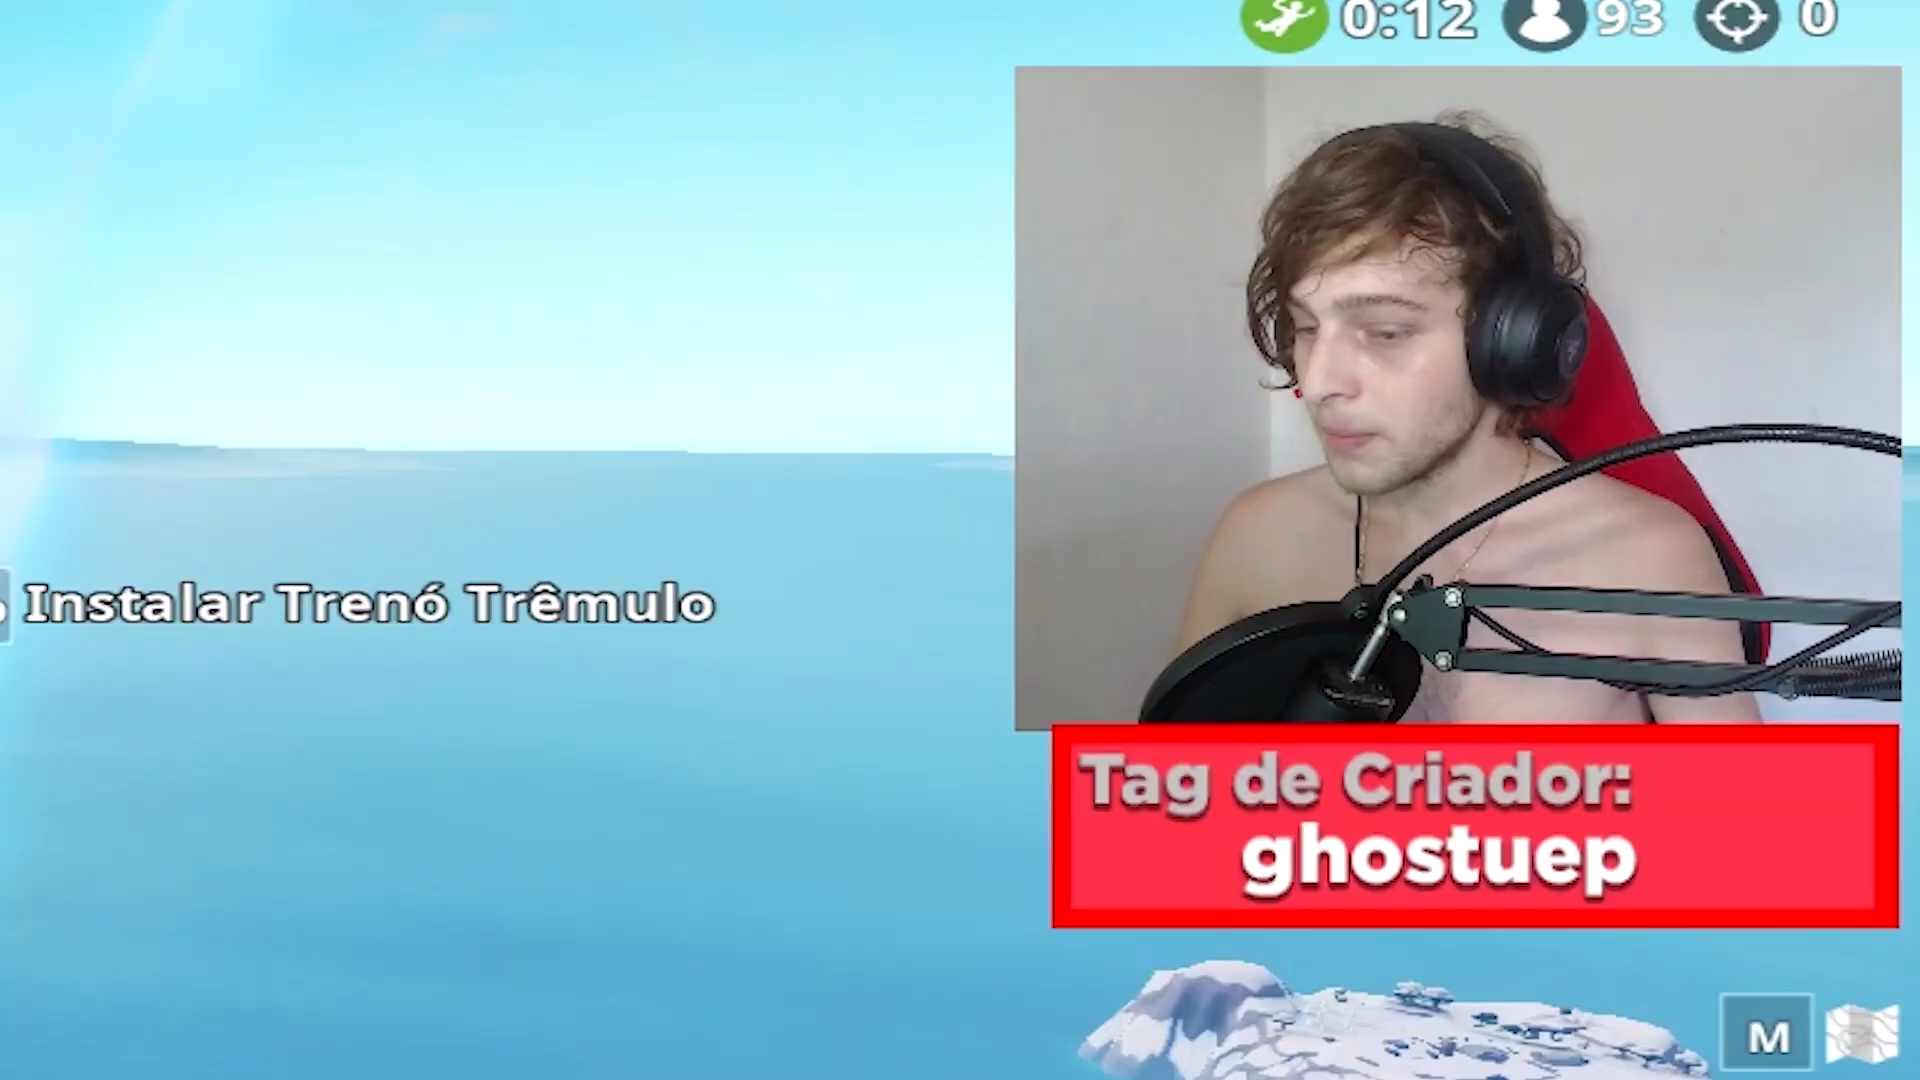 0:12 93 0
Instalar Trenó Trêmulo
Tag de Criador:
ghostuep
M